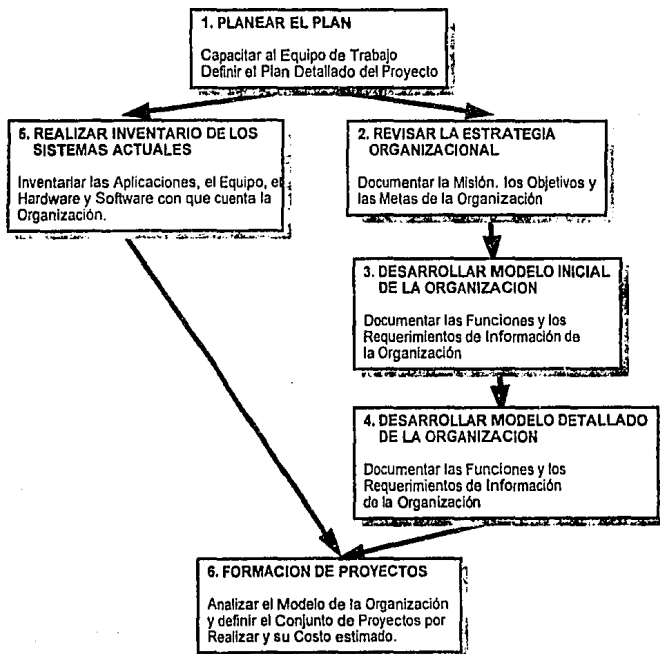 1. PLANEAR EL PLAN
Capacitar al Equipo de Trabajo
Definir el Plan Detallado del Proyecto
5. REALIZAR INVENTARIO DE LOS
SISTEMAS ACTUALES
Inventariar las Aplicaciones, el Equipo, el
Hardware y Software con que cuenta la
Organización.
2. REVISAR LA ESTRATEGIA
ORGANIZACIONAL
Documentar la Misión. los Objetivos y
las Metas de la Organización
3. DESARROLLAR MODELO INICIAL
DE LA ORGANIZACION
Documentar las Funciones y los
Requerimientos de Información de
la Organización
4. DESARROLLAR MODELO DETALLADO
DE LA ORGANIZACION
Documentar las Funciones y los
Requerimientos de Información
de la Organización
6. FORMACION DE PROYECTOS
Analizar el Modelo de la Organización
y definir el Conjunto de Proyectos por
Realizar y su Costo estimado.